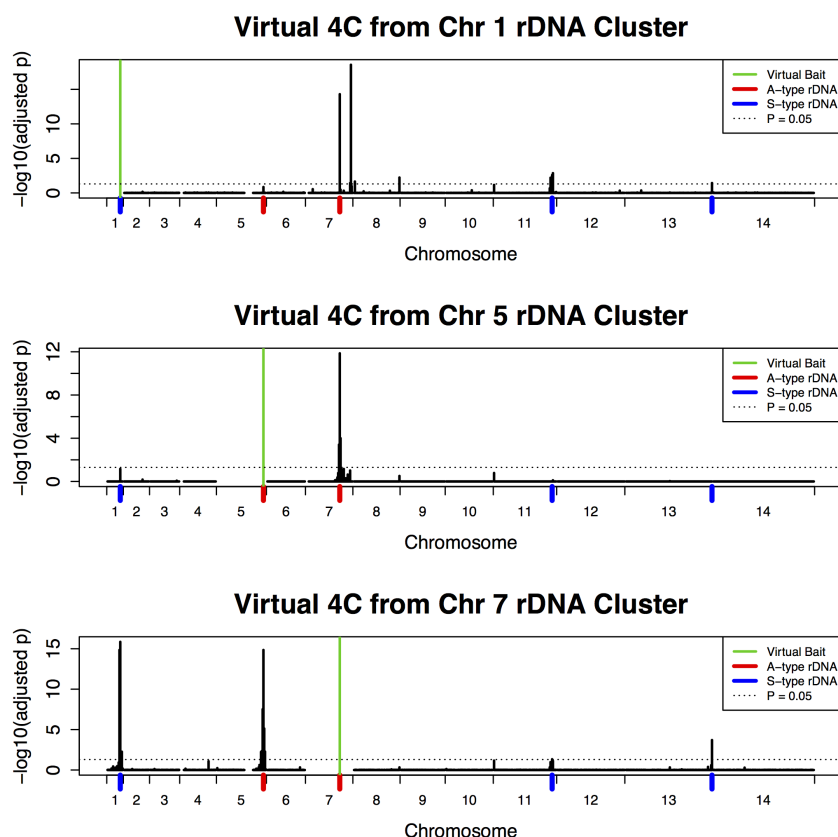 Virtual 4C from Chr 1 rDNA Cluster
−log10(adjusted p)
10
5
0
Virtual Bait
A−type rDNA
S−type rDNA
P = 0.05
1 2 3 4 5 6 7 8 9 10 11 12 13 14
Chromosome
Virtual 4C from Chr 5 rDNA Cluster
−log10(adjusted p)
12
8
4
0
Virtual Bait
A−type rDNA
S−type rDNA
P = 0.05
1 2 3 4 5 6 7 8 9 10 11 12 13 14
Chromosome
Virtual 4C from Chr 7 rDNA Cluster
−log10(adjusted p)
15
10
5
0
Virtual Bait
A−type rDNA
S−type rDNA
P = 0.05
1 2 3 4 5 6 7 8 9 10 11 12 13 14
Chromosome